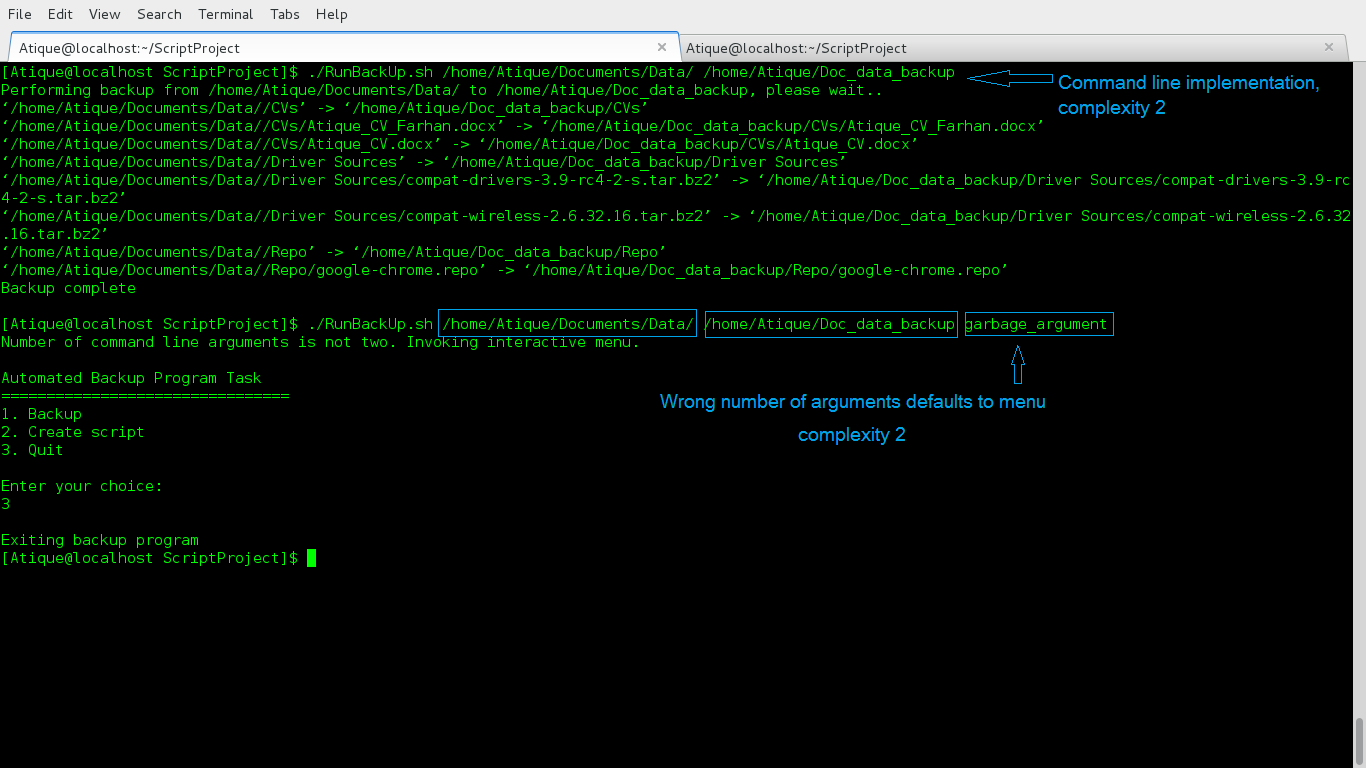 File Edit View Search Terminal Tabs Help
Atique@localhost:~/ScriptProject × Atique@localhost:~/ScriptProject ×
[Atique@localhost ScriptProject]$ ./RunBackUp.sh /home/Atique/Documents/Data/ /home/Atique/Doc_data_backup
Command line implementation,
complexity 2
Performing backup from /home/Atique/Documents/Data/ to /home/Atique/Doc_data_backup, please wait..
‘/home/Atique/Documents/Data//CVs’ -> ‘/home/Atique/Doc_data_backup/CVs’
‘/home/Atique/Documents/Data//CVs/Atique_CV_Farhan.docx’ -> ‘/home/Atique/Doc_data_backup/CVs/Atique_CV_Farhan.docx’
‘/home/Atique/Documents/Data//CVs/Atique_CV.docx’ -> ‘/home/Atique/Doc_data_backup/CVs/Atique_CV.docx’
‘/home/Atique/Documents/Data//Driver Sources’ -> ‘/home/Atique/Doc_data_backup/Driver Sources’
‘/home/Atique/Documents/Data//Driver Sources/compat-drivers-3.9-rc4-2-s.tar.bz2’ -> ‘/home/Atique/Doc_data_backup/Driver Sources/compat-drivers-3.9-rc
4-2-s.tar.bz2’
‘/home/Atique/Documents/Data//Driver Sources/compat-wireless-2.6.32.16.tar.bz2’ -> ‘/home/Atique/Doc_data_backup/Driver Sources/compat-wireless-2.6.32
.16.tar.bz2’
‘/home/Atique/Documents/Data//Repo’ -> ‘/home/Atique/Doc_data_backup/Repo’
‘/home/Atique/Documents/Data//Repo/google-chrome.repo’ -> ‘/home/Atique/Doc_data_backup/Repo/google-chrome.repo’
Backup complete
[Atique@localhost ScriptProject]$ ./RunBackUp.sh /home/Atique/Documents/Data/ /home/Atique/Doc_data_backup garbage_argument
Number of command line arguments is not two. Invoking interactive menu.
Wrong number of arguments defaults to menu
complexity 2
Automated Backup Program Task
================================
1. Backup
2. Create script
3. Quit
Enter your choice:
3
Exiting backup program
[Atique@localhost ScriptProject]$